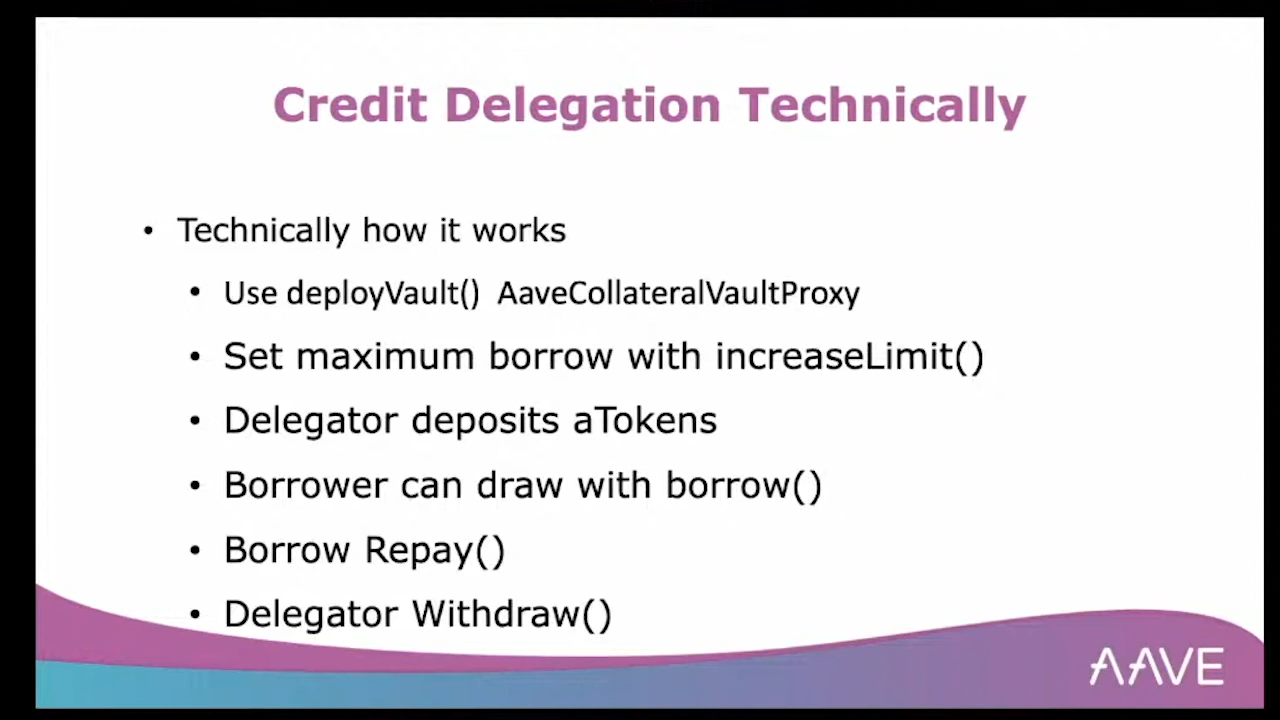 Credit Delegation Technically
• Technically how it works
• Use deployVault() AaveCollateralVaultProxy
• Set maximum borrow with increaseLimit()
• Delegator deposits aTokens
• Borrower can draw with borrow()
• Borrow Repay()
• Delegator Withdraw()
AAVE